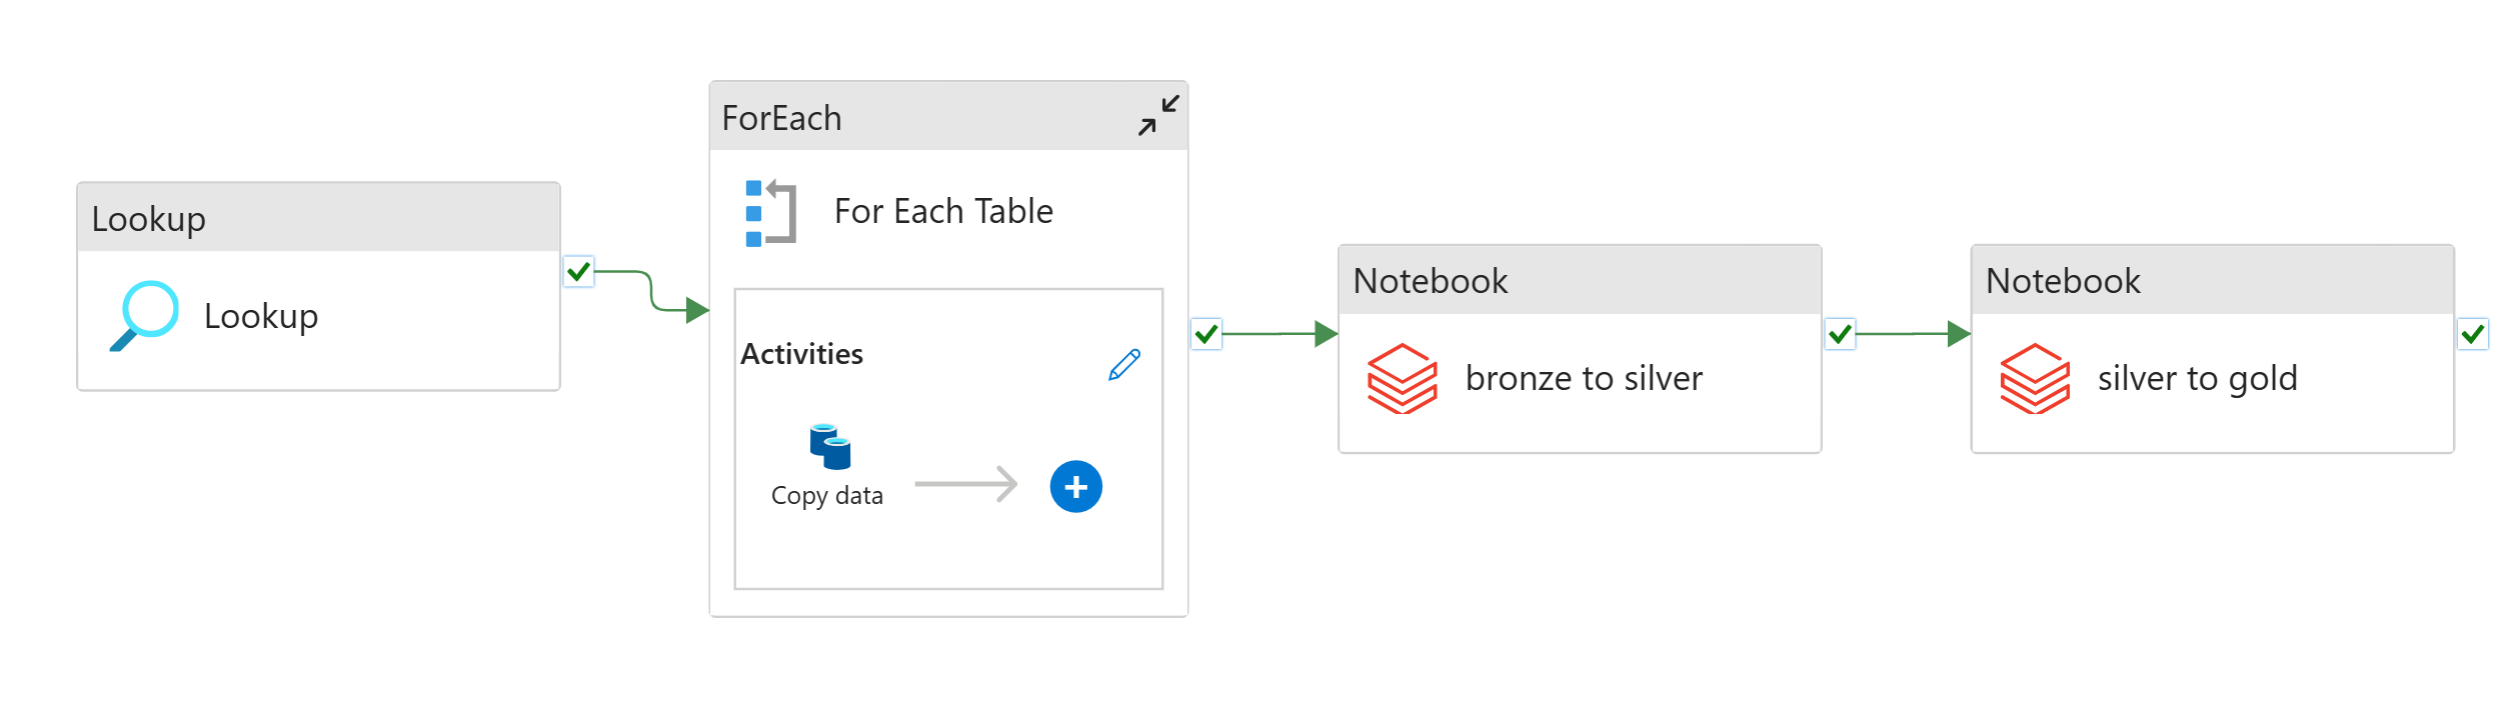 Lookup
Lookup
ForEach
For Each Table
Activities
Copy data
Notebook
bronze to silver
Notebook
silver to gold